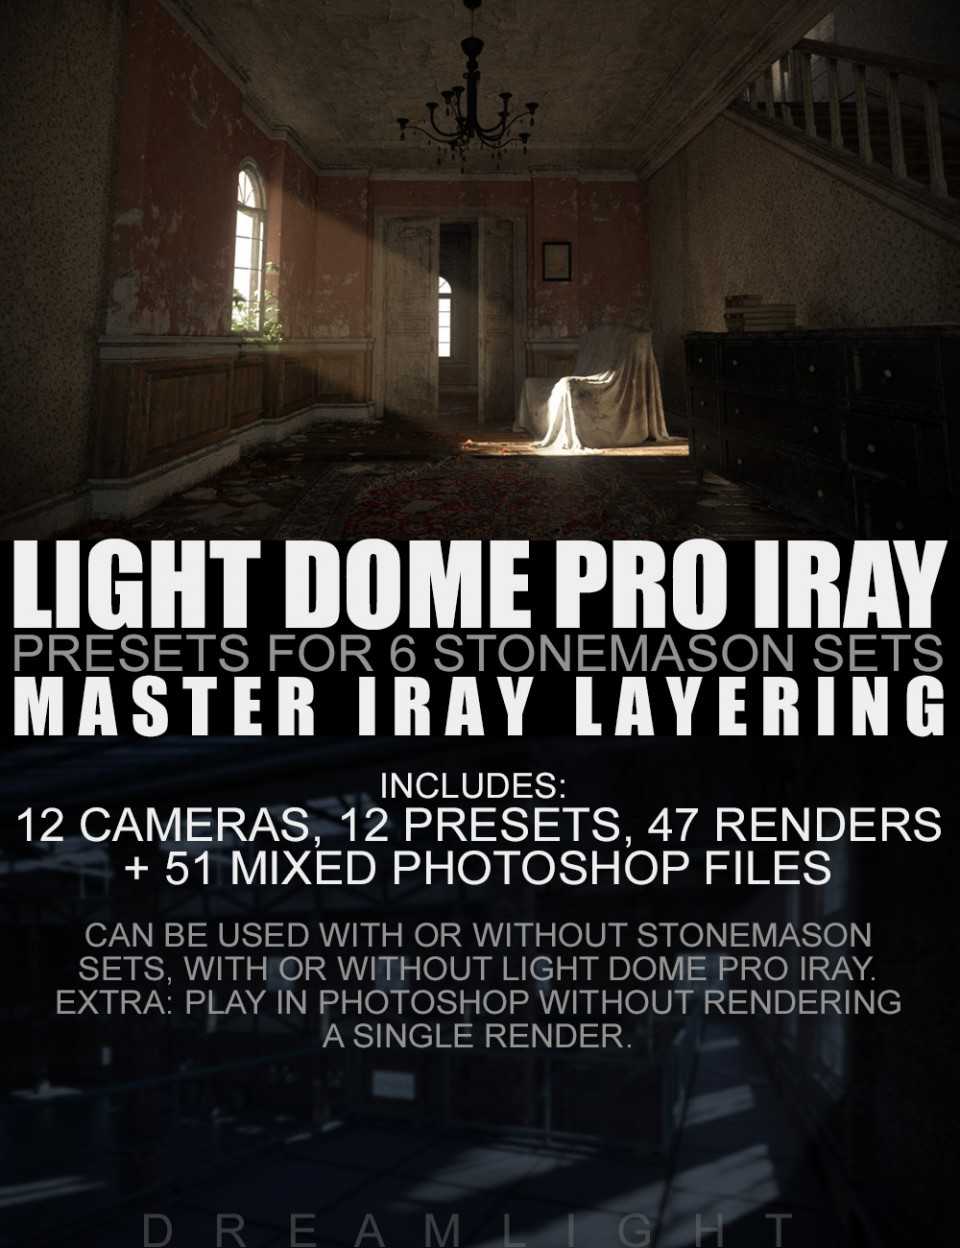 LIGHT DOME PRO IRAY
PRESETS FOR 6 STONEMASON SETS
MASTER IRAY LAYERING
INCLUDES:
12 CAMERAS, 12 PRESETS, 47 RENDERS
+ 51 MIXED PHOTOSHOP FILES
CAN BE USED WITH OR WITHOUT STONEMASON
SETS, WITH OR WITHOUT LIGHT DOME PRO IRAY.
EXTRA: PLAY IN PHOTOSHOP WITHOUT RENDERING
A SINGLE RENDER.
DREAMLIGHT